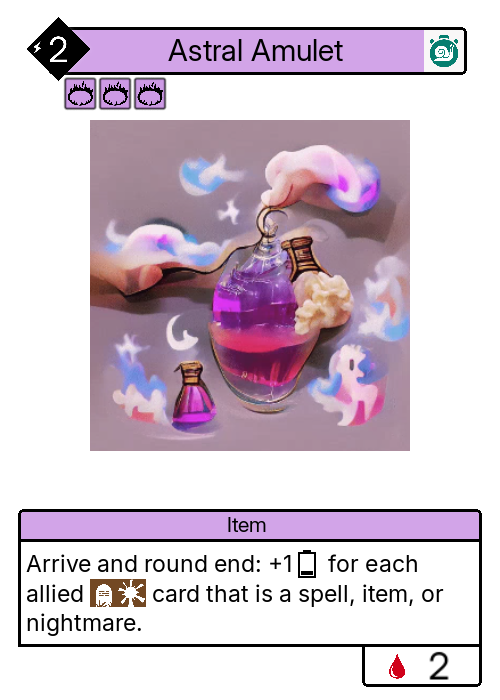 2
Astral Amulet
Item
Arrive and round end: +1 for each
allied card that is a spell, item, or
nightmare.
2